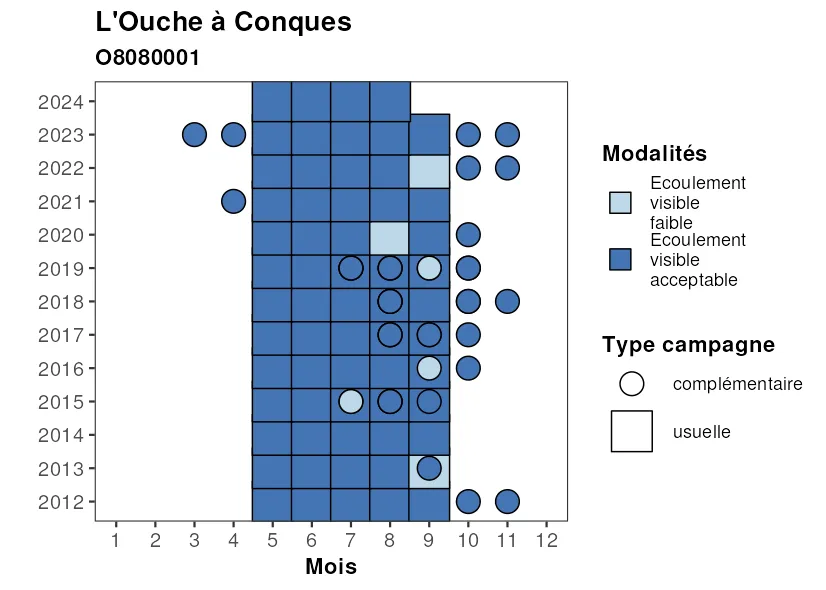 L'Ouche à Conques
O8080001
2024
2023
2022
2021
2020
2019
2018
2017
2016
2015
2014
2013
2012
1 2 3 4 5 6 7 8 9 10 11 12
Mois
Modalités
Ecoulement
visible
faible
Ecoulement
visible
acceptable
Type campagne
complémentaire
usuelle